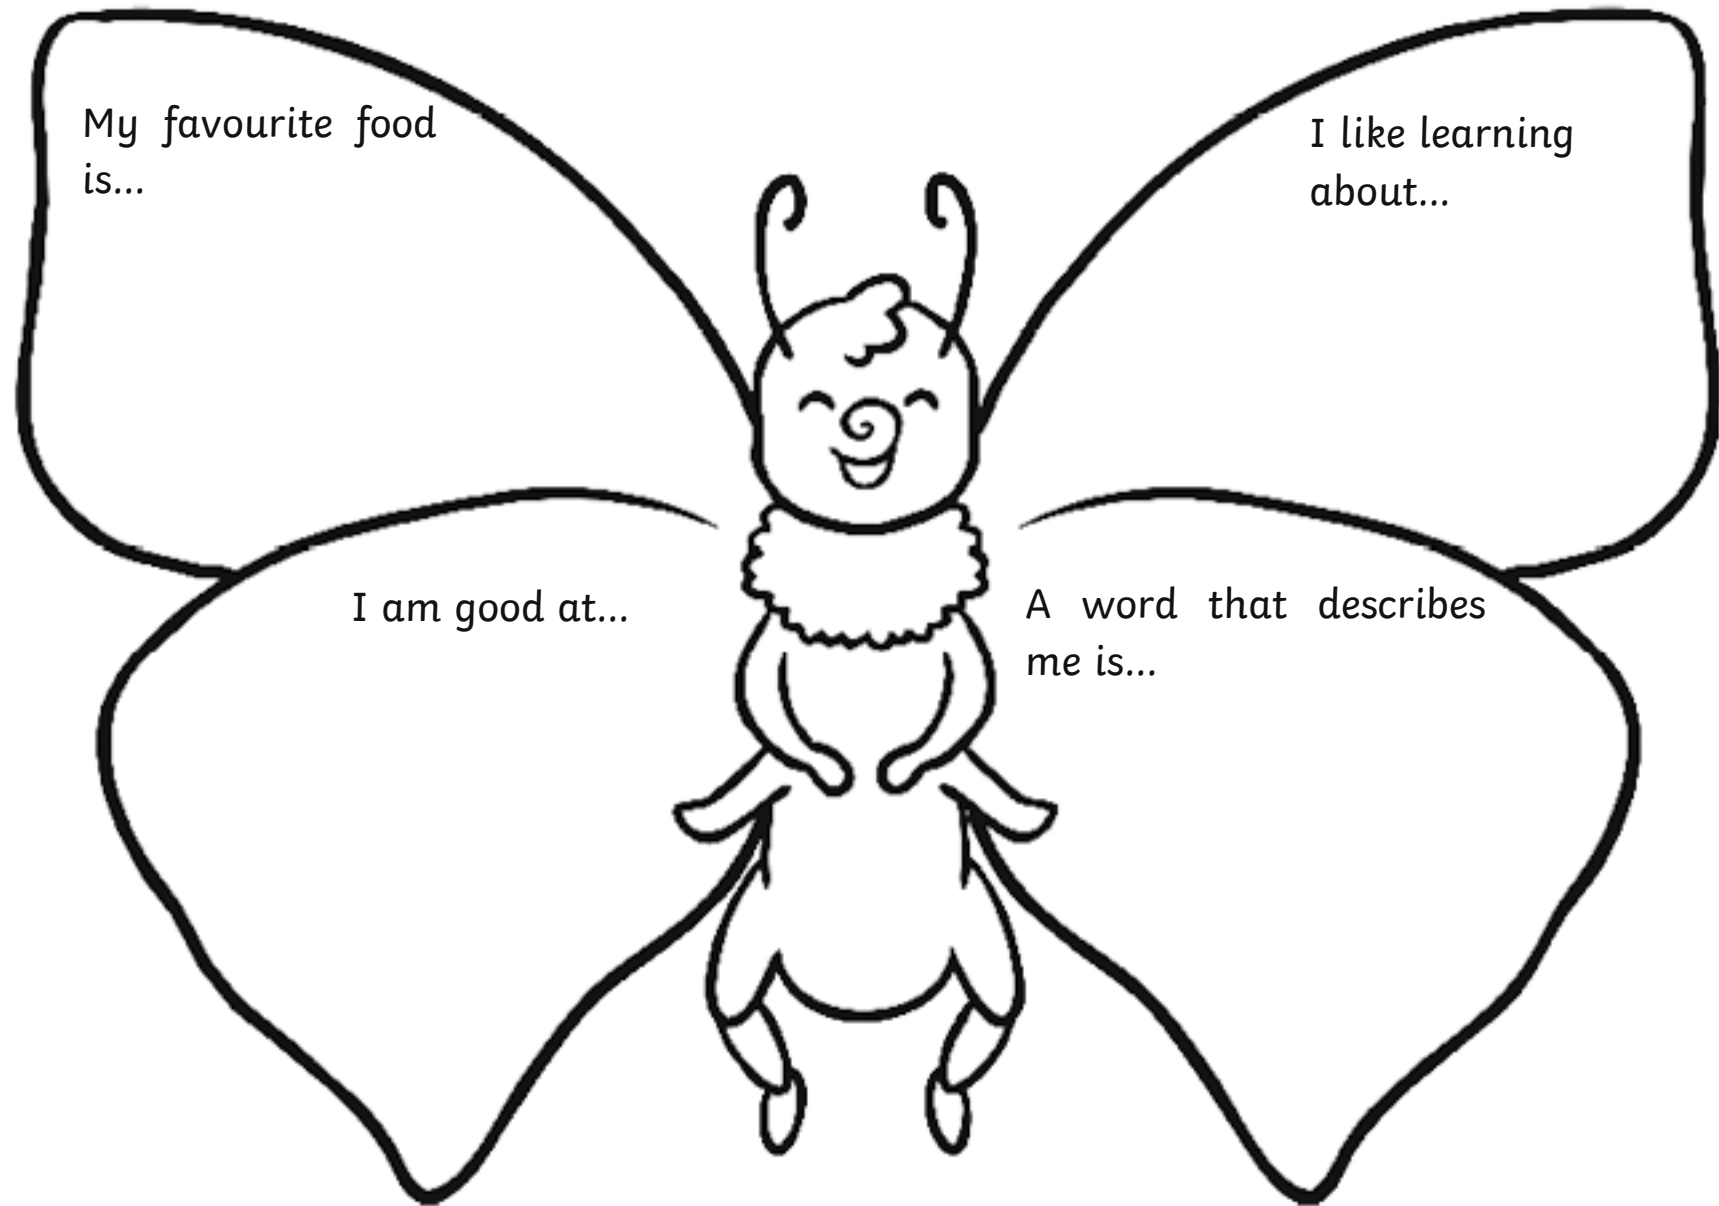 My favourite food
is...
I like learning
about...
I am good at...
A word that describes
me is...